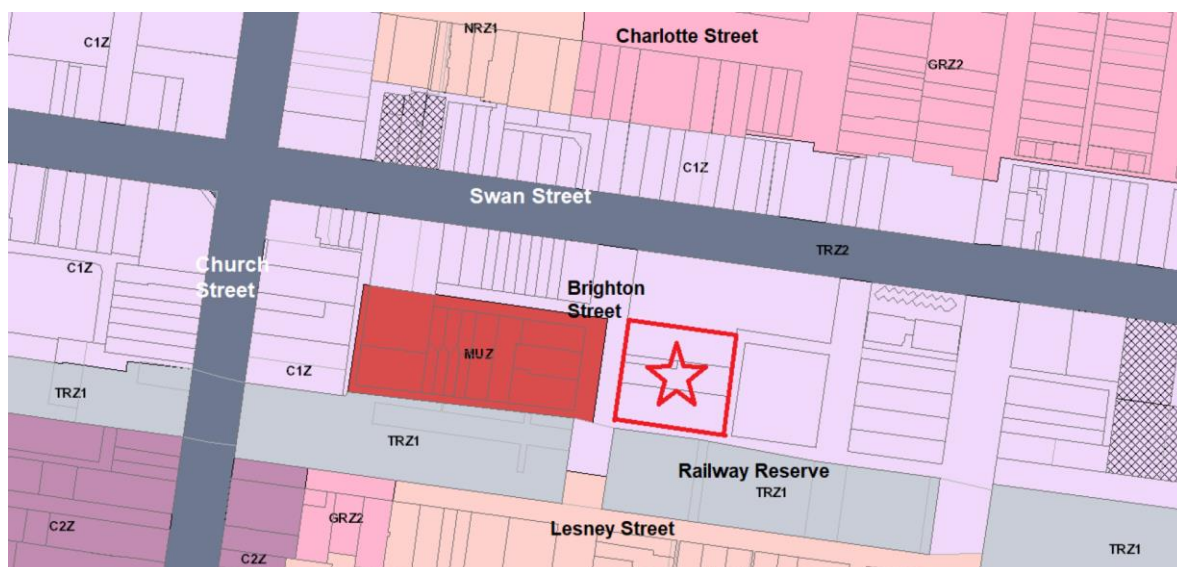 NRZ1
Charlotte Street
C1Z
GRZ2
C1Z
Swan Street
TRZ2
Church
Street
C1Z
Brighton
Street
MUZ
C1Z
TRZ1
TRZ1
Railway Reserve
TRZ1
GRZ2
Lesney Street
C2Z
C2Z
TRZ1